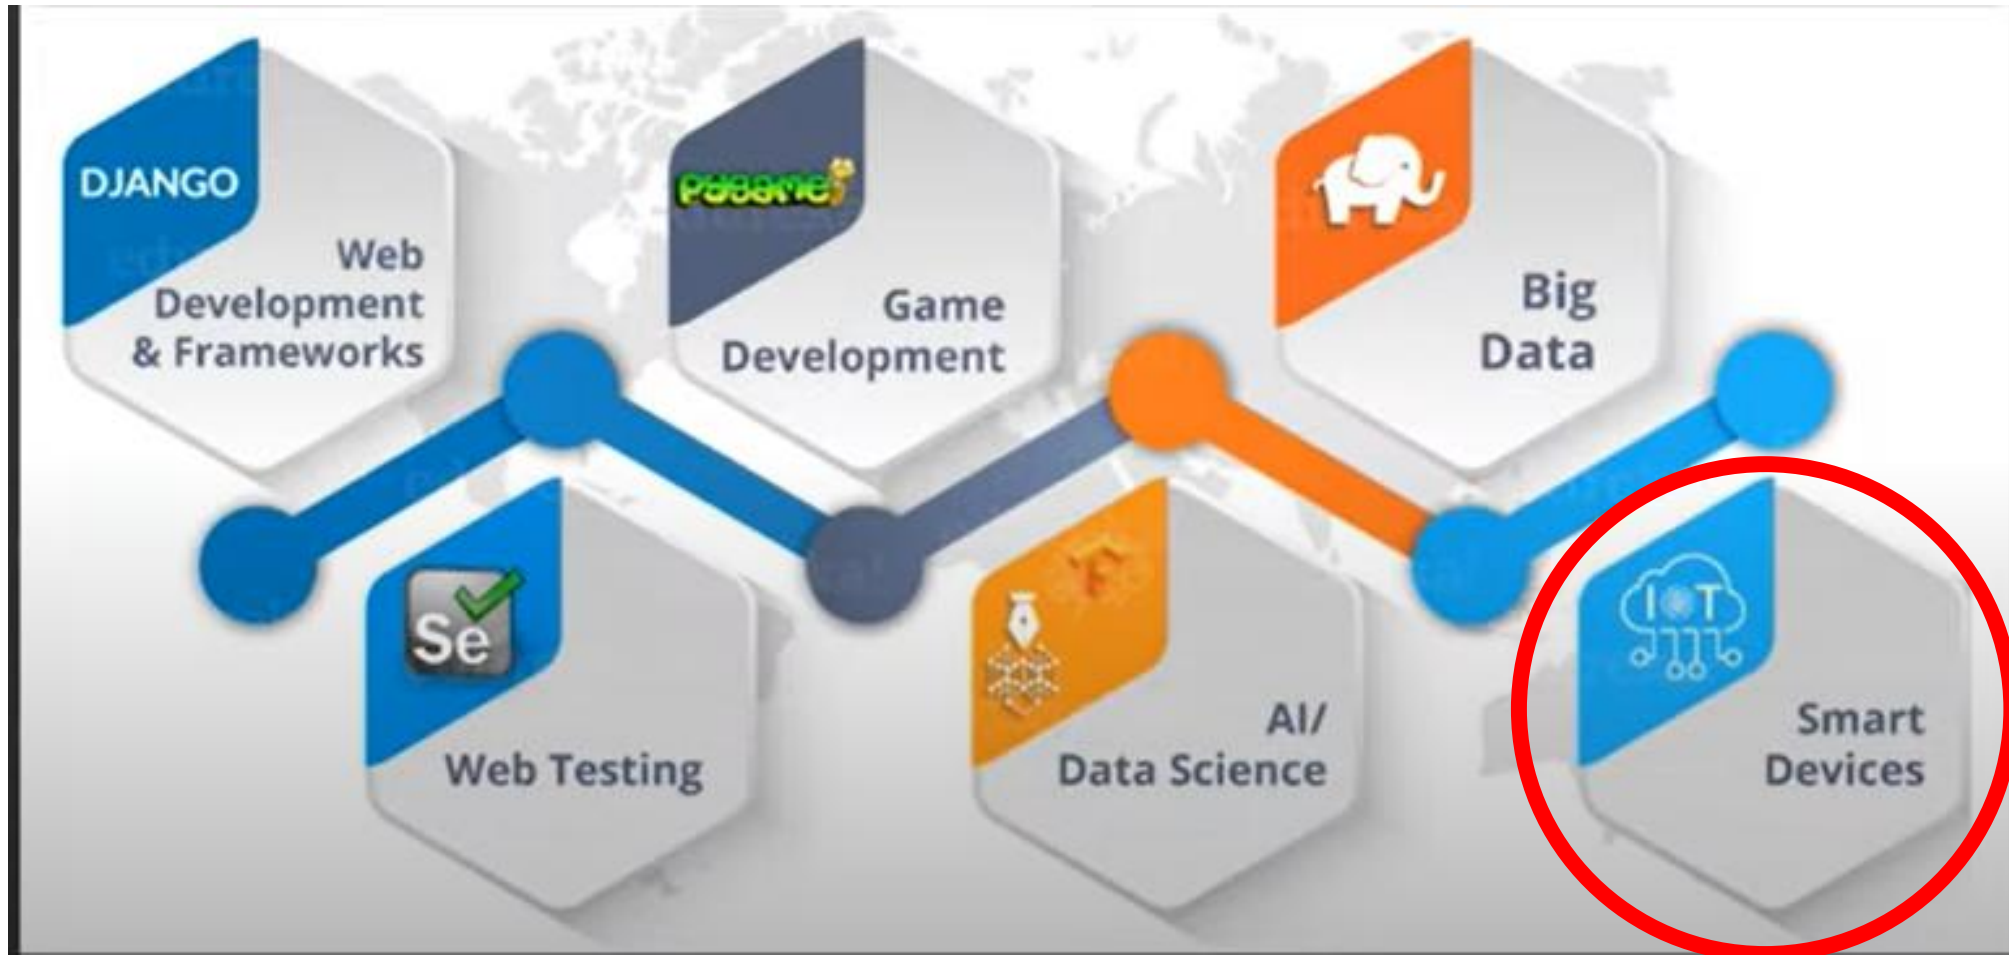 DJANGO
Web
Development
& Frameworks
PYGAME
Game
Development
Big
Data
Se
Web Testing
AI/
Data Science
IoT
Smart
Devices